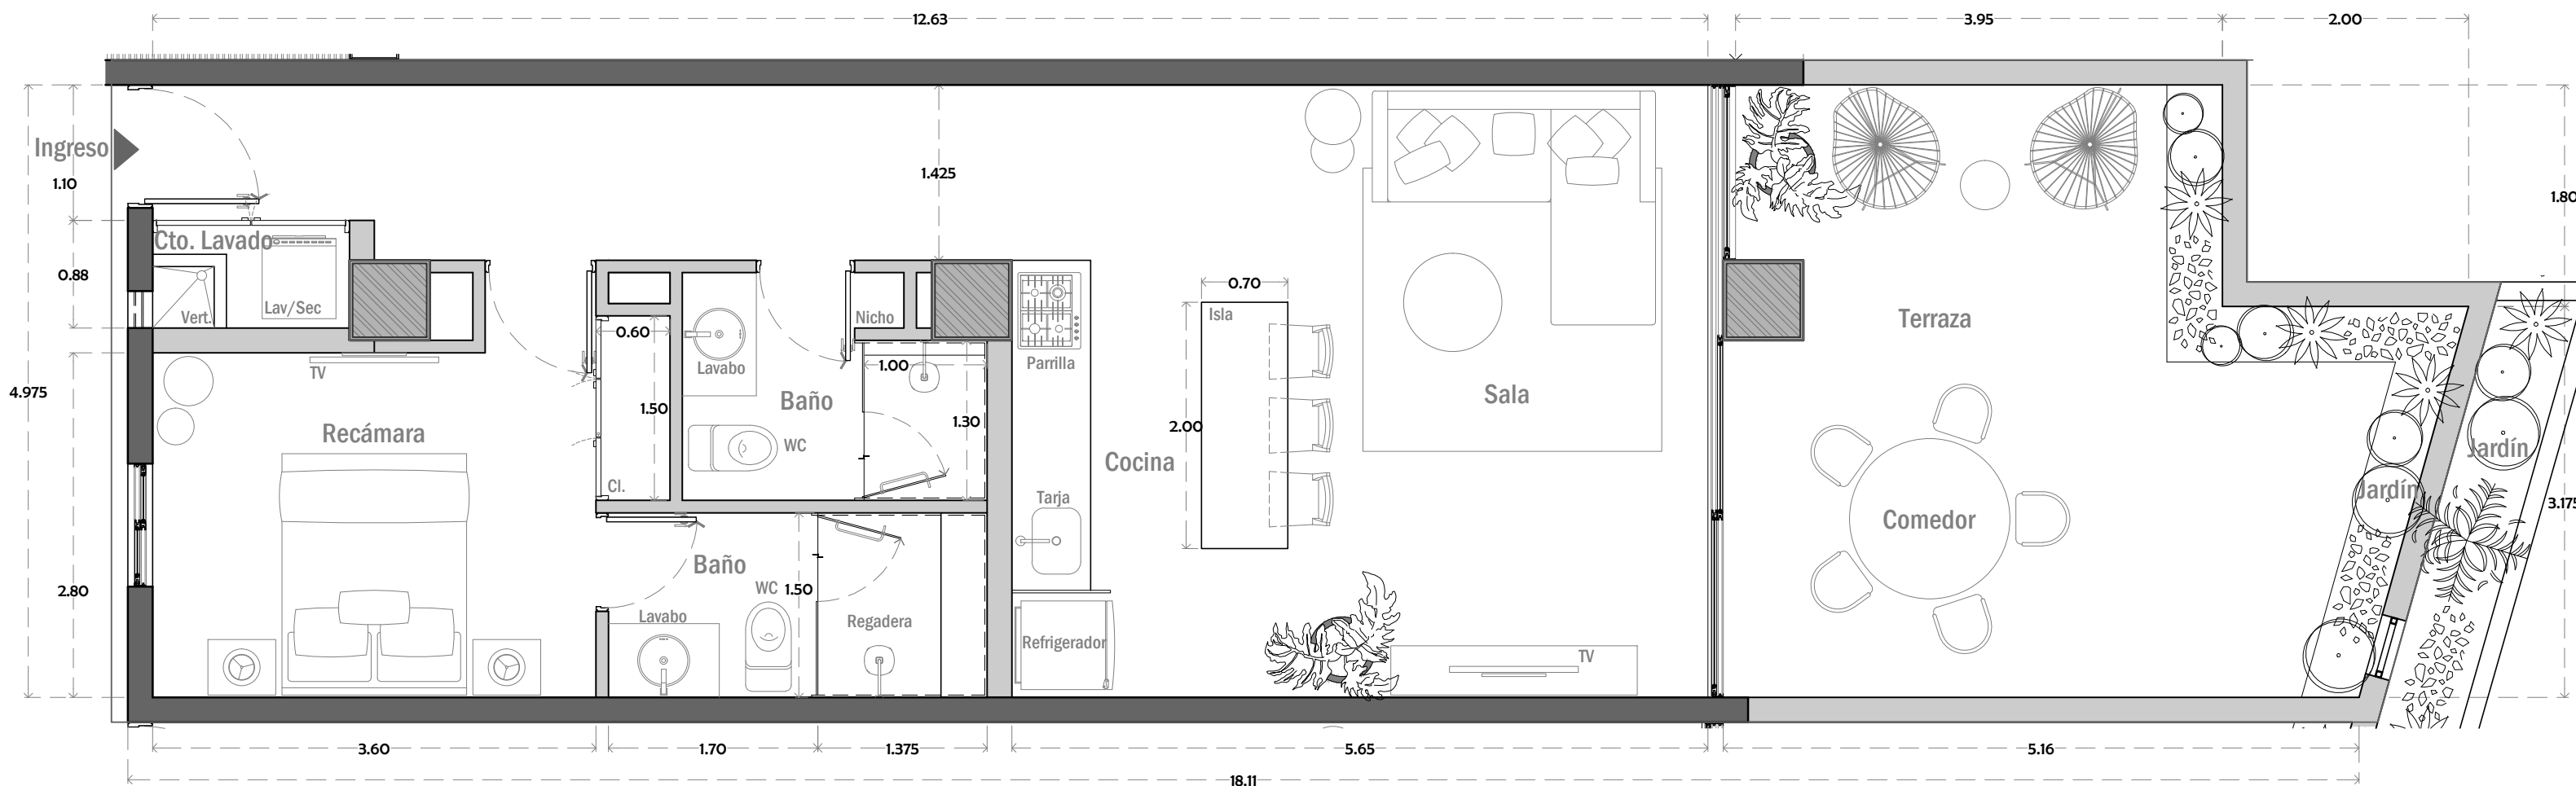 12.63
3.95
2.00
Ingreso
1.10
1.425
1.80
Cto. Lavado
0.88
Lav/Sec
Vert.
0.60
Nicho
0.70
Isla
Terraza
TV
Lavabo
1.00
Parrilla
4.975
Recámara
1.50
Baño
1.30
Sala
2.00
WC
Cocina
Jardín
Cl.
Tarja
Jardín
3.175
Comedor
Baño
2.80
WC
1.50
Lavabo
Regadera
Refrigerador
TV
3.60
1.70
1.375
5.65
5.16
18.11